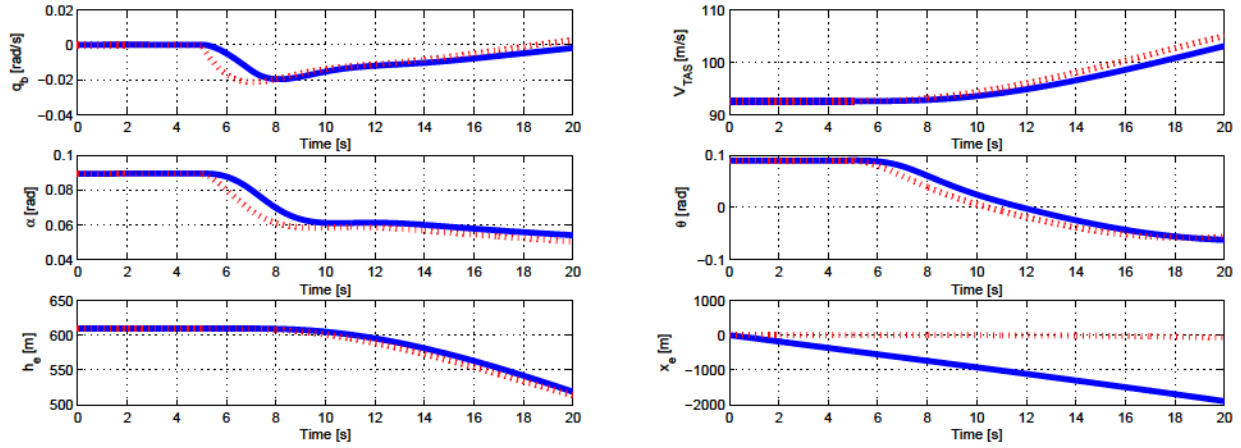 0.02
0
−0.02
−0.04
q_b [rad/s]
0 2 4 6 8 10 12 14 16 18 20
Time [s]
110
100
90
V_TAS [m/s]
0 2 4 6 8 10 12 14 16 18 20
Time [s]
0.1
0.08
0.06
0.04
α [rad]
0 2 4 6 8 10 12 14 16 18 20
Time [s]
0.1
0
−0.1
θ [rad]
0 2 4 6 8 10 12 14 16 18 20
Time [s]
650
600
550
500
h_e [m]
0 2 4 6 8 10 12 14 16 18 20
Time [s]
1000
0
−1000
−2000
x_e [m]
0 2 4 6 8 10 12 14 16 18 20
Time [s]